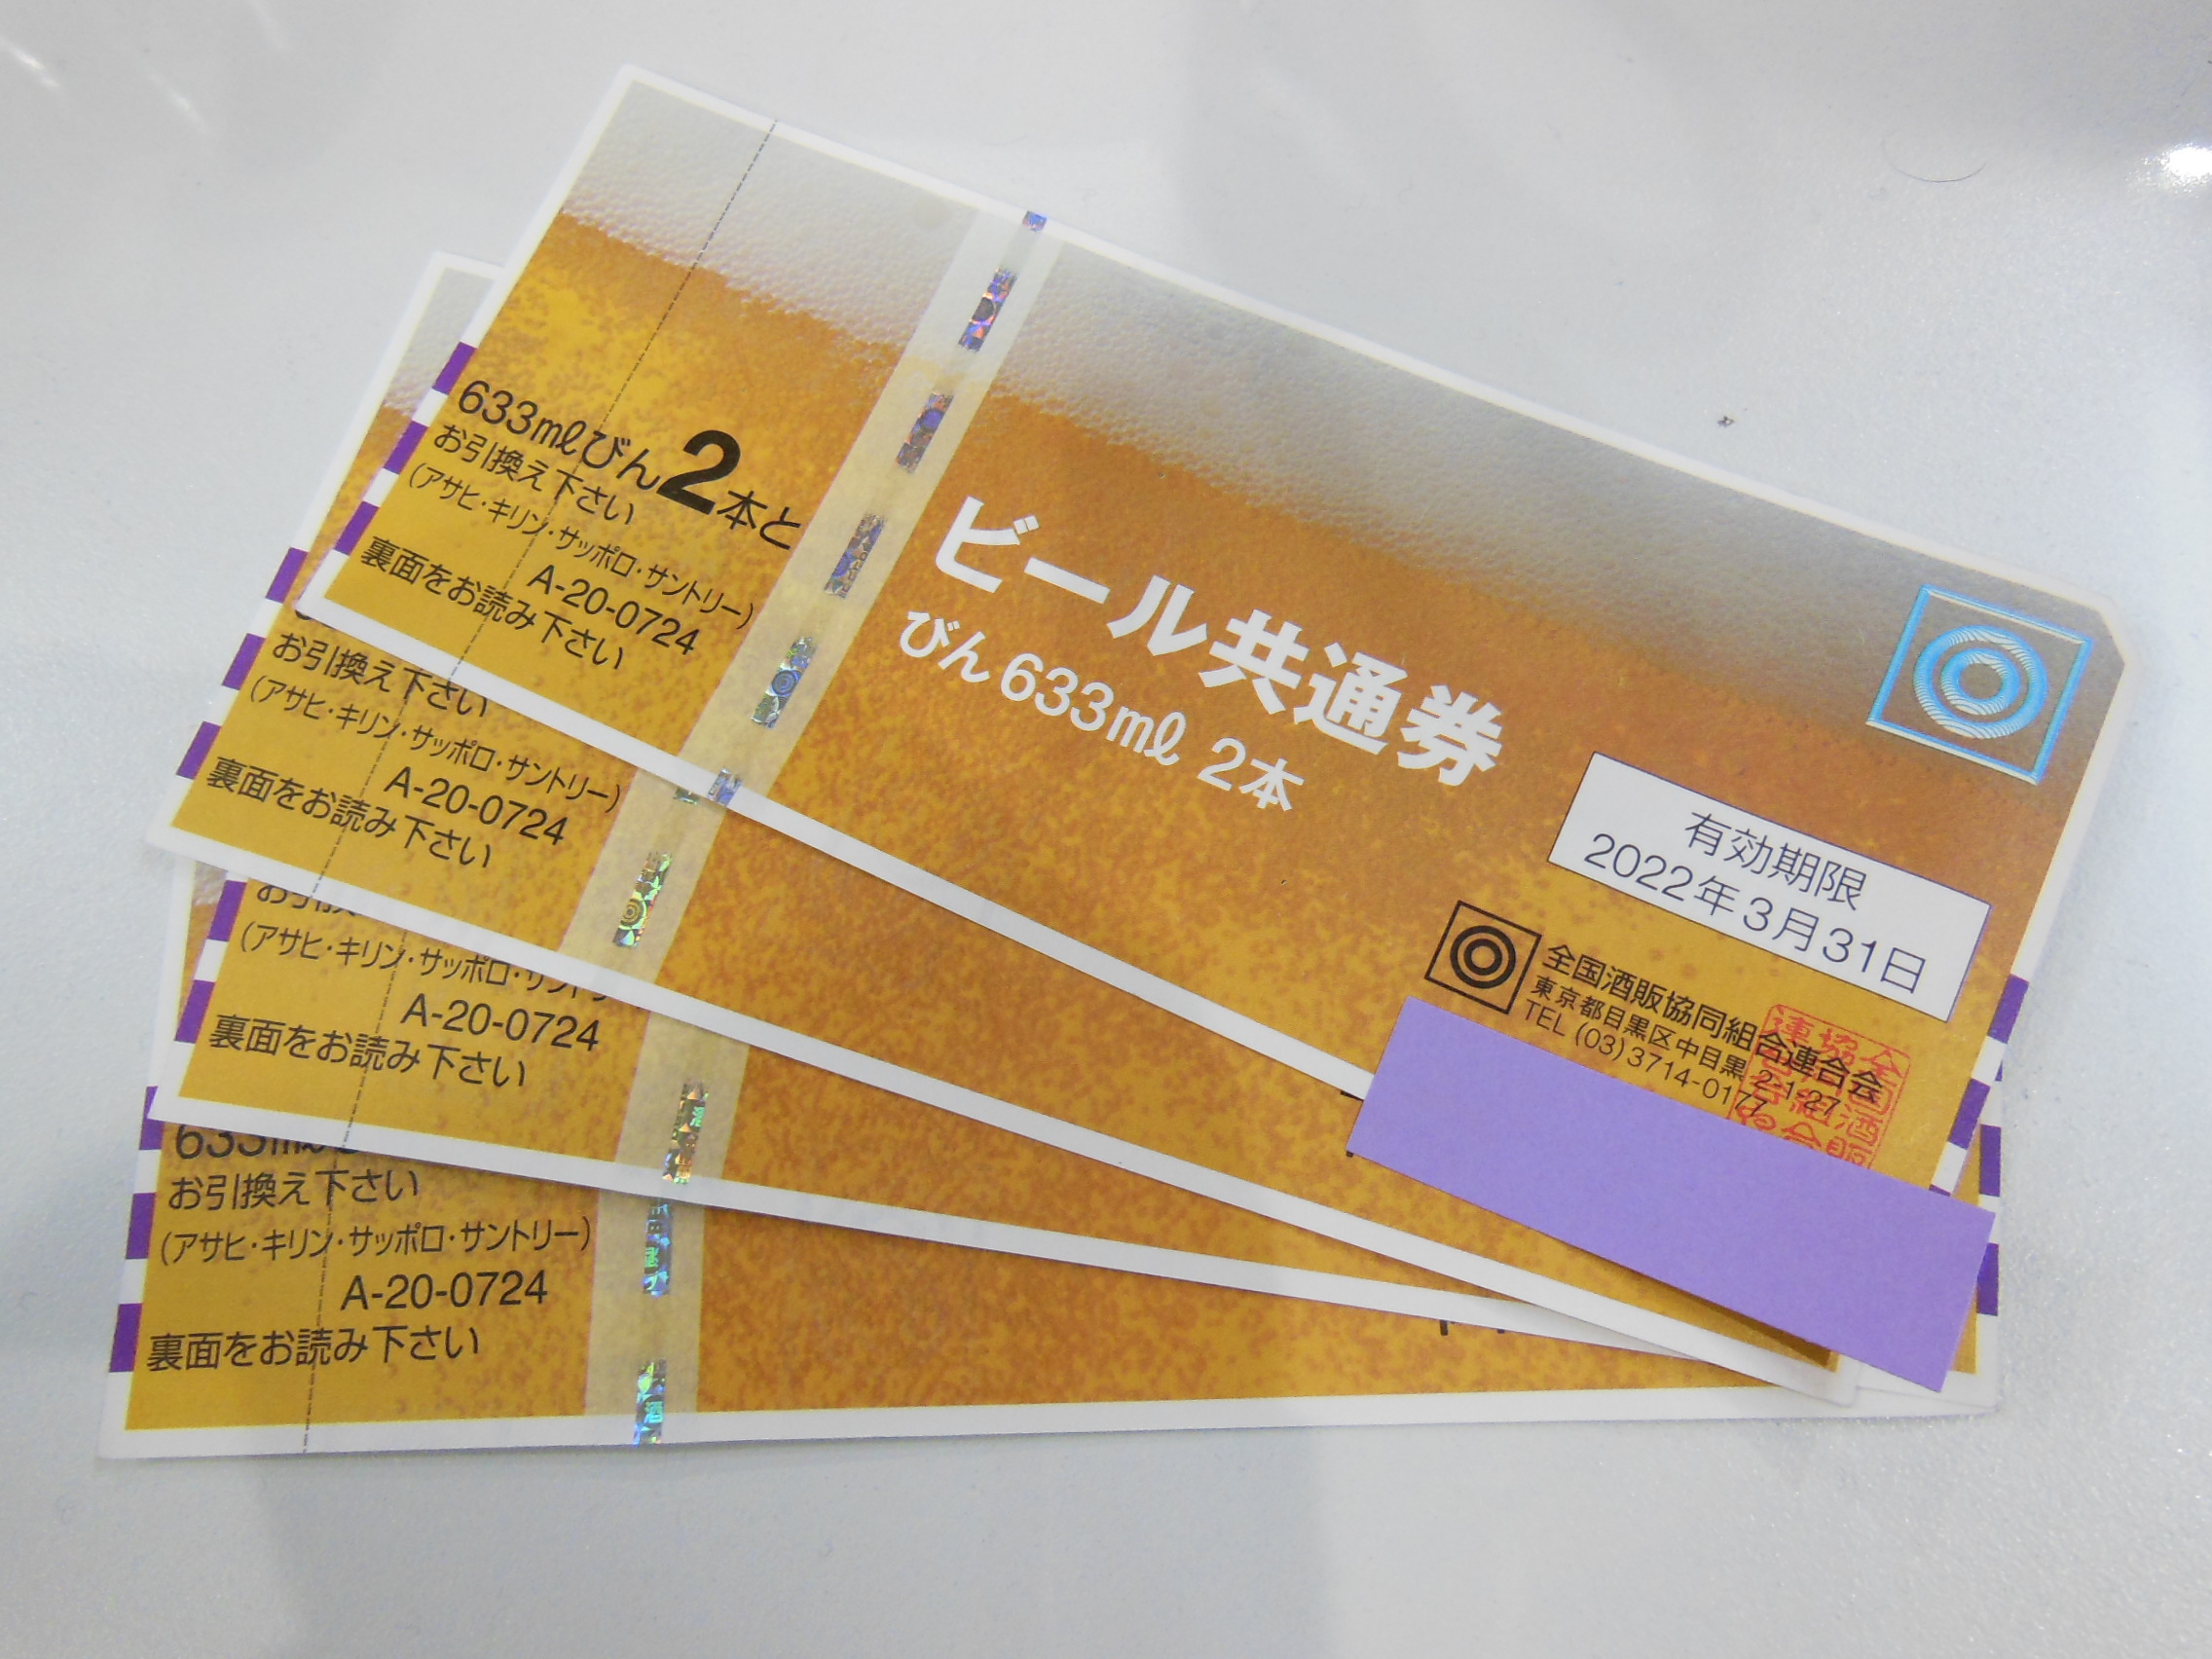 633mℓびん2本と
お引換え下さい
(アサヒ・キリン・サッポロ・サントリー)
A-20-0724
裏面をお読み下さい
ビール共通券
びん633mℓ 2本
有効期限
2022年3月31日
全国酒販協同組合連合会
東京都目黒区中目黒 2-1-27
TEL (03)3714-0177
お引換え下さい
(アサヒ・キリン・サッポロ・サントリー)
A-20-0724
裏面をお読み下さい
(アサヒ・キリン・サッポロ・サントリ
A-20-0724
裏面をお読み下さい
633mℓ
お引換え下さい
(アサヒ・キリン・サッポロ・サントリー)
A-20-0724
裏面をお読み下さい